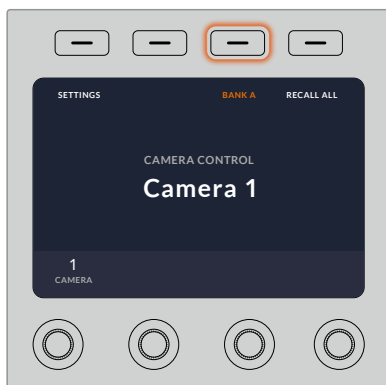 SETTINGS BANK A RECALL ALL
CAMERA CONTROL
Camera 1
1
CAMERA